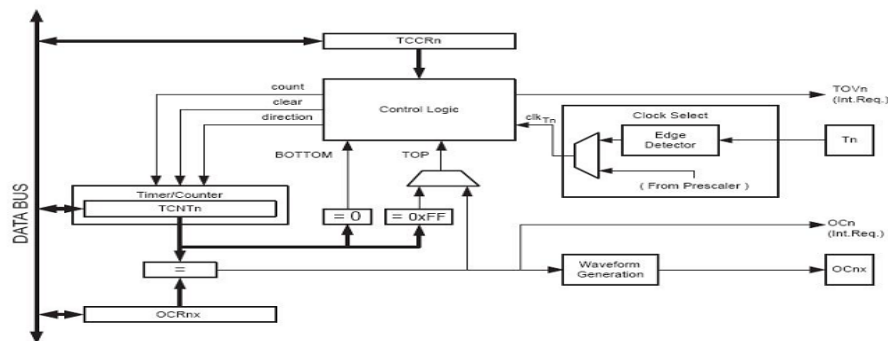 TCCRn
count
clear
direction
Control Logic
TOVn
(Int.Req.)
clkTn
Clock Select
Edge
Detector
Tn
( From Prescaler )
BOTTOM
TOP
DATA BUS
Timer/Counter
TCNTn
= 0
= 0xFF
=
OCn
(Int.Req.)
Waveform
Generation
OCnx
OCRnx